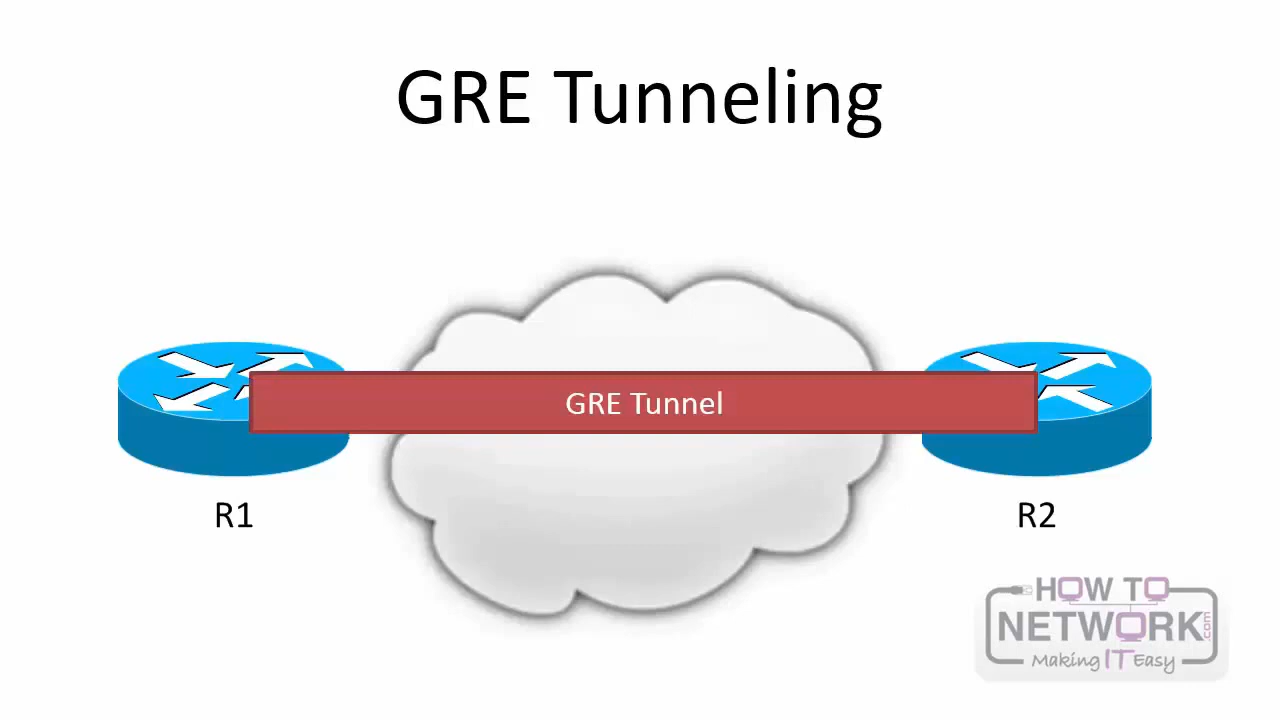 GRE Tunneling
GRE Tunnel
R1
R2
HOW TO
NETWORK.com
Making IT Easy